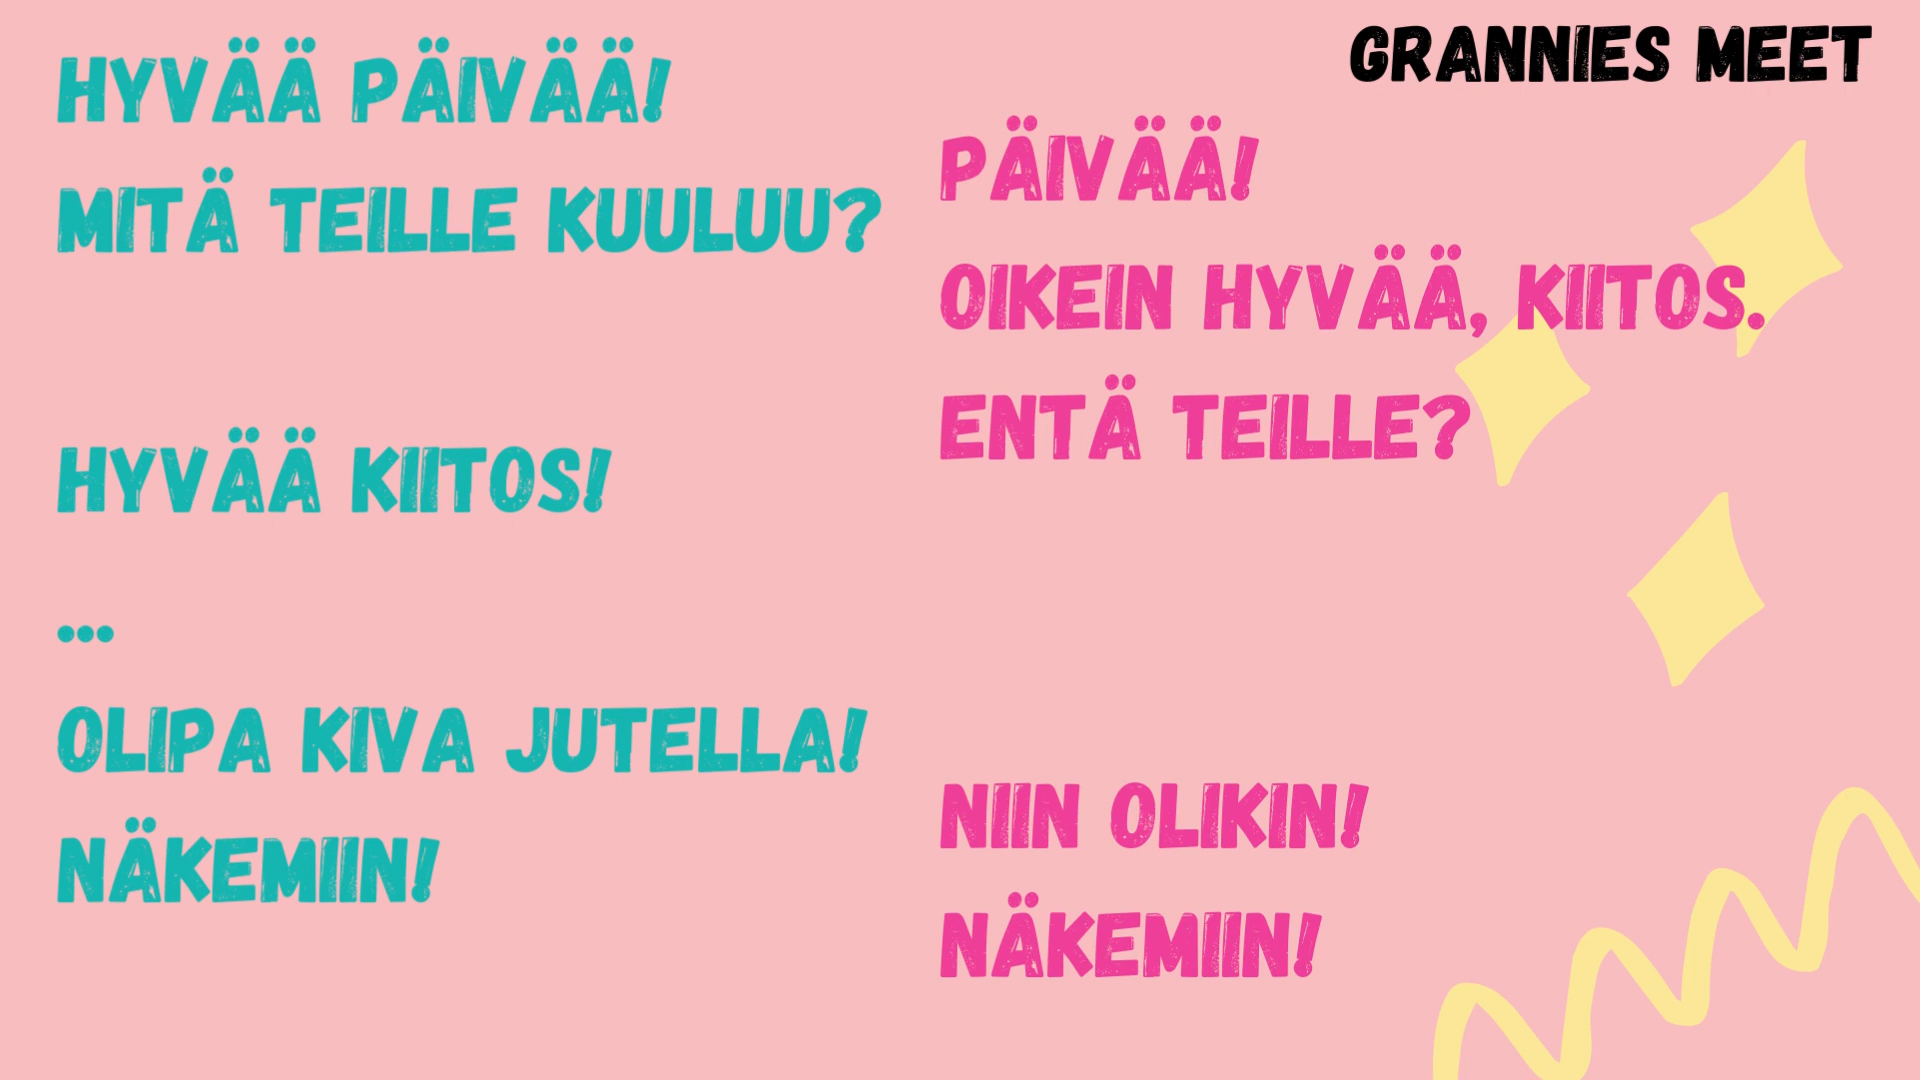 GRANNIES MEET
HYVÄÄ PÄIVÄÄ!
PÄIVÄÄ!
MITÄ TEILLE KUULUU?
OIKEIN HYVÄÄ, KIITOS.
ENTÄ TEILLE?
HYVÄÄ KIITOS!
...
OLIPA KIVA JUTELLA!
NIIN OLIKIN!
NÄKEMIIN!
NÄKEMIIN!